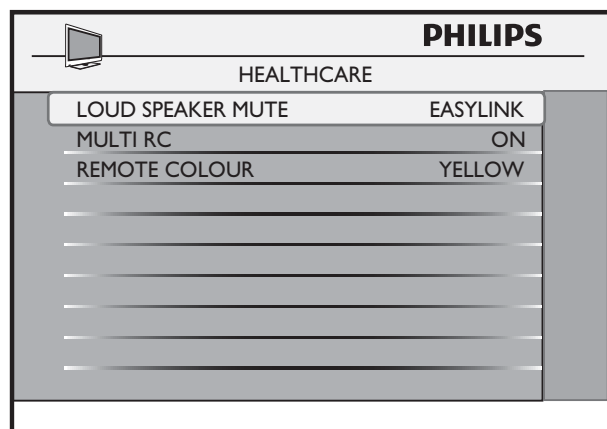 PHILIPS
HEALTHCARE
LOUD SPEAKER MUTE EASYLINK
MULTI RC ON
REMOTE COLOUR YELLOW